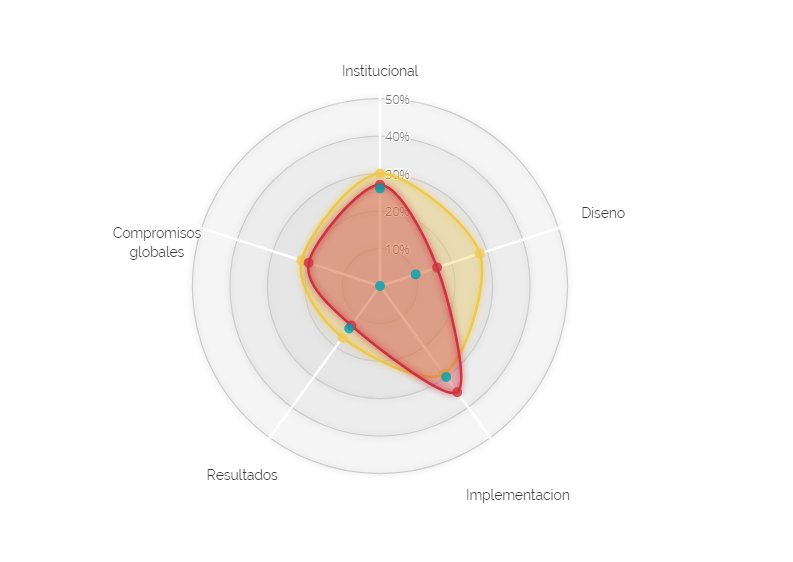 Institucional
50%
40%
30%
20%
10%
Diseno
Compromisos
globales
Resultados
Implementacion